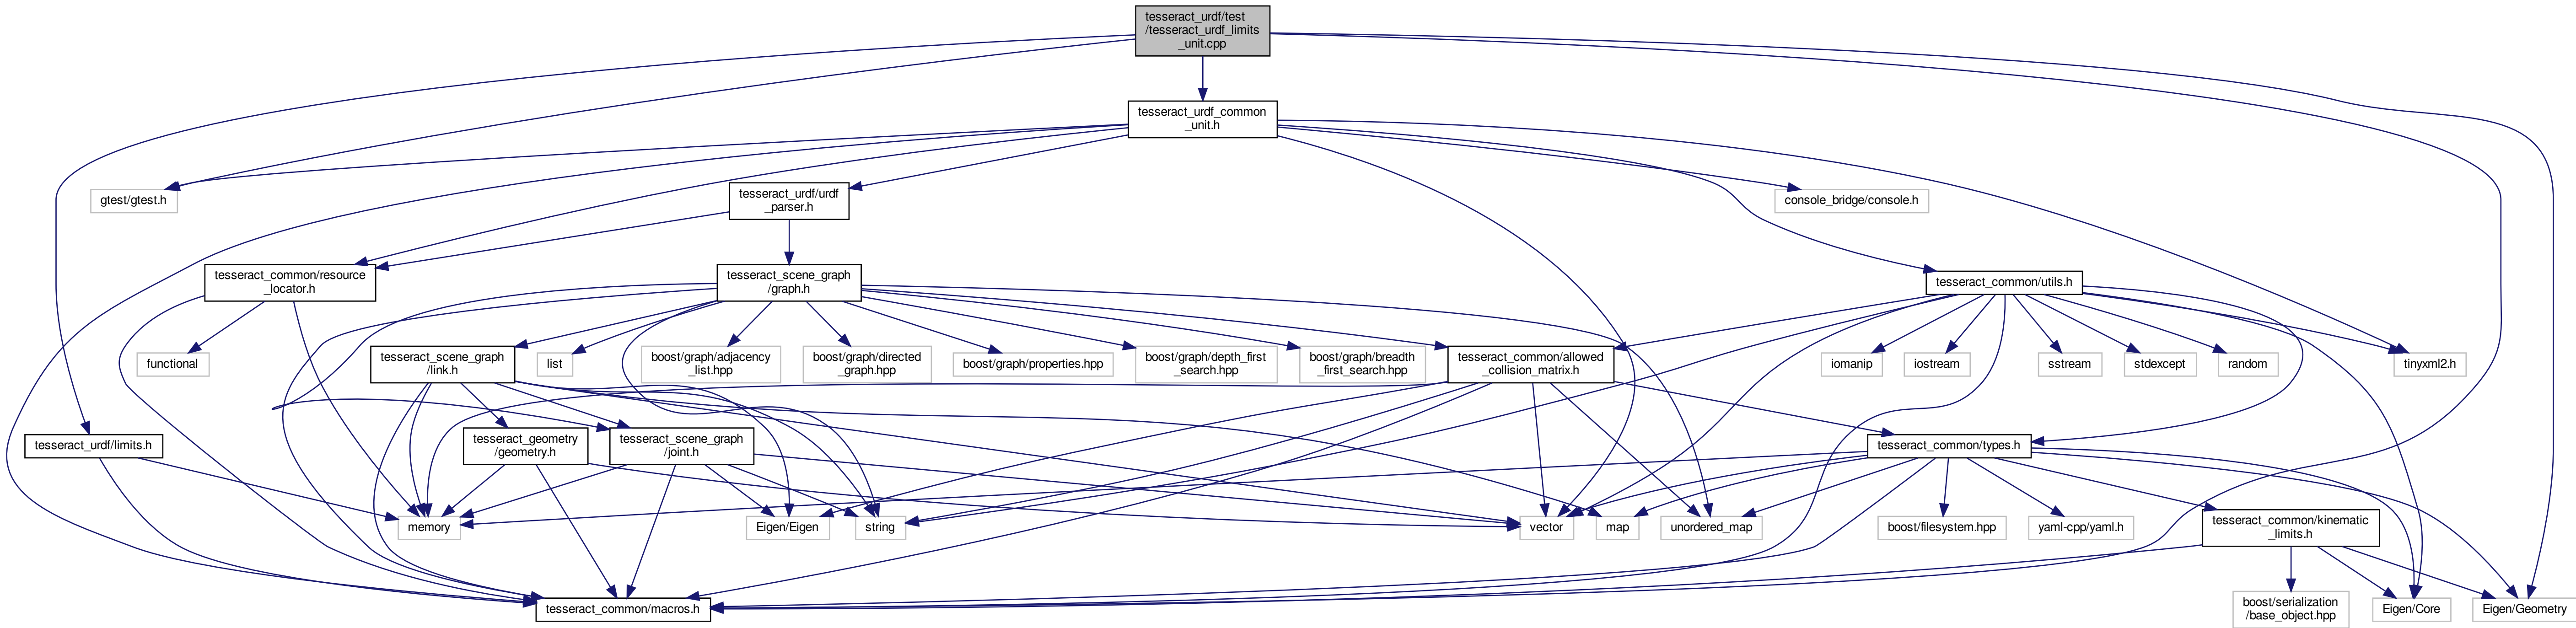 tesseract_urdf/test
/tesseract_urdf_limits
_unit.cpp
tesseract_urdf_common
_unit.h
gtest/gtest.h
tesseract_urdf/urdf
_parser.h
console_bridge/console.h
tesseract_common/resource
_locator.h
tesseract_scene_graph
/graph.h
tesseract_common/utils.h
functional
tesseract_scene_graph
/link.h
list
boost/graph/adjacency
_list.hpp
boost/graph/directed
_graph.hpp
boost/graph/properties.hpp
boost/graph/depth_first
_search.hpp
boost/graph/breadth
_first_search.hpp
tesseract_common/allowed
_collision_matrix.h
iomanip
iostream
sstream
stdexcept
random
tinyxml2.h
tesseract_urdf/limits.h
tesseract_geometry
/geometry.h
tesseract_scene_graph
/joint.h
tesseract_common/types.h
memory
Eigen/Eigen
string
vector
map
unordered_map
boost/filesystem.hpp
yaml-cpp/yaml.h
tesseract_common/kinematic
_limits.h
tesseract_common/macros.h
boost/serialization
/base_object.hpp
Eigen/Core
Eigen/Geometry